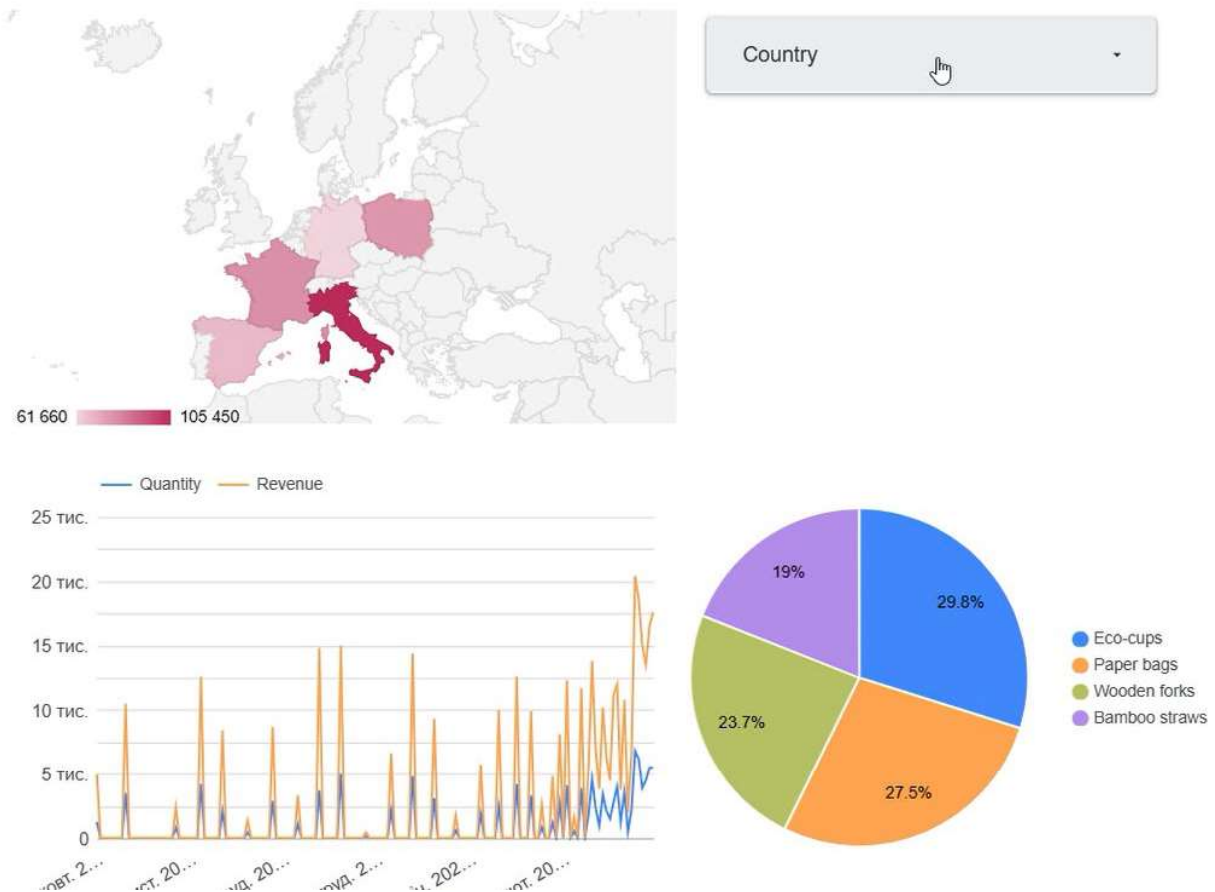 Country
61 660
105 450
Quantity
Revenue
25 тис.
20 тис.
15 тис.
10 тис.
5 тис.
0
29.8%
27.5%
23.7%
19%
Eco-cups
Paper bags
Wooden forks
Bamboo straws